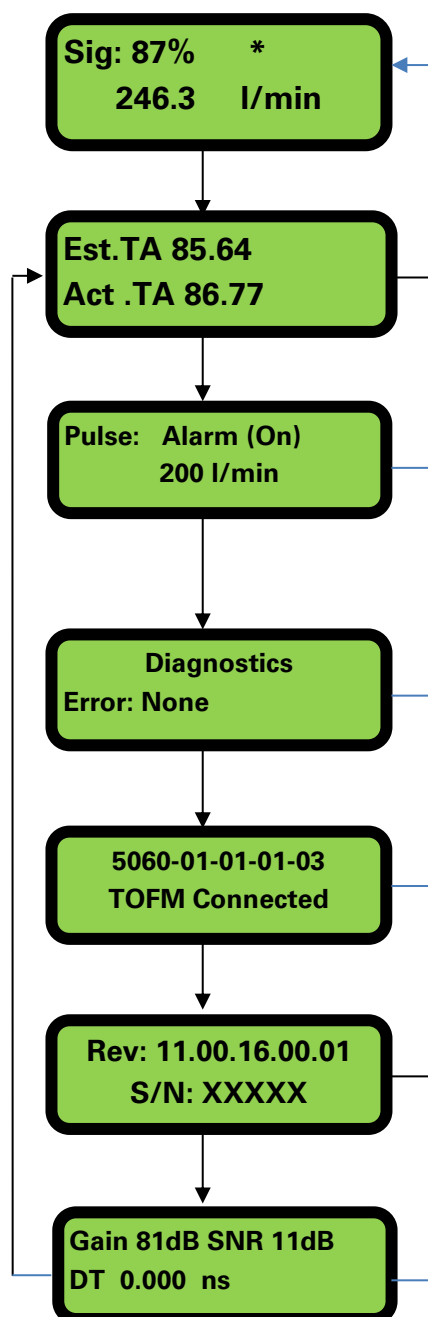 Sig: 87% *
246.3 l/min
Est.TA 85.64
Act .TA 86.77
Pulse: Alarm (On)
200 l/min
Diagnostics
Error: None
5060-01-01-01-03
TOFM Connected
Rev: 11.00.16.00.01
S/N: XXXXX
Gain 81dB SNR 11dB
DT 0.000 ns